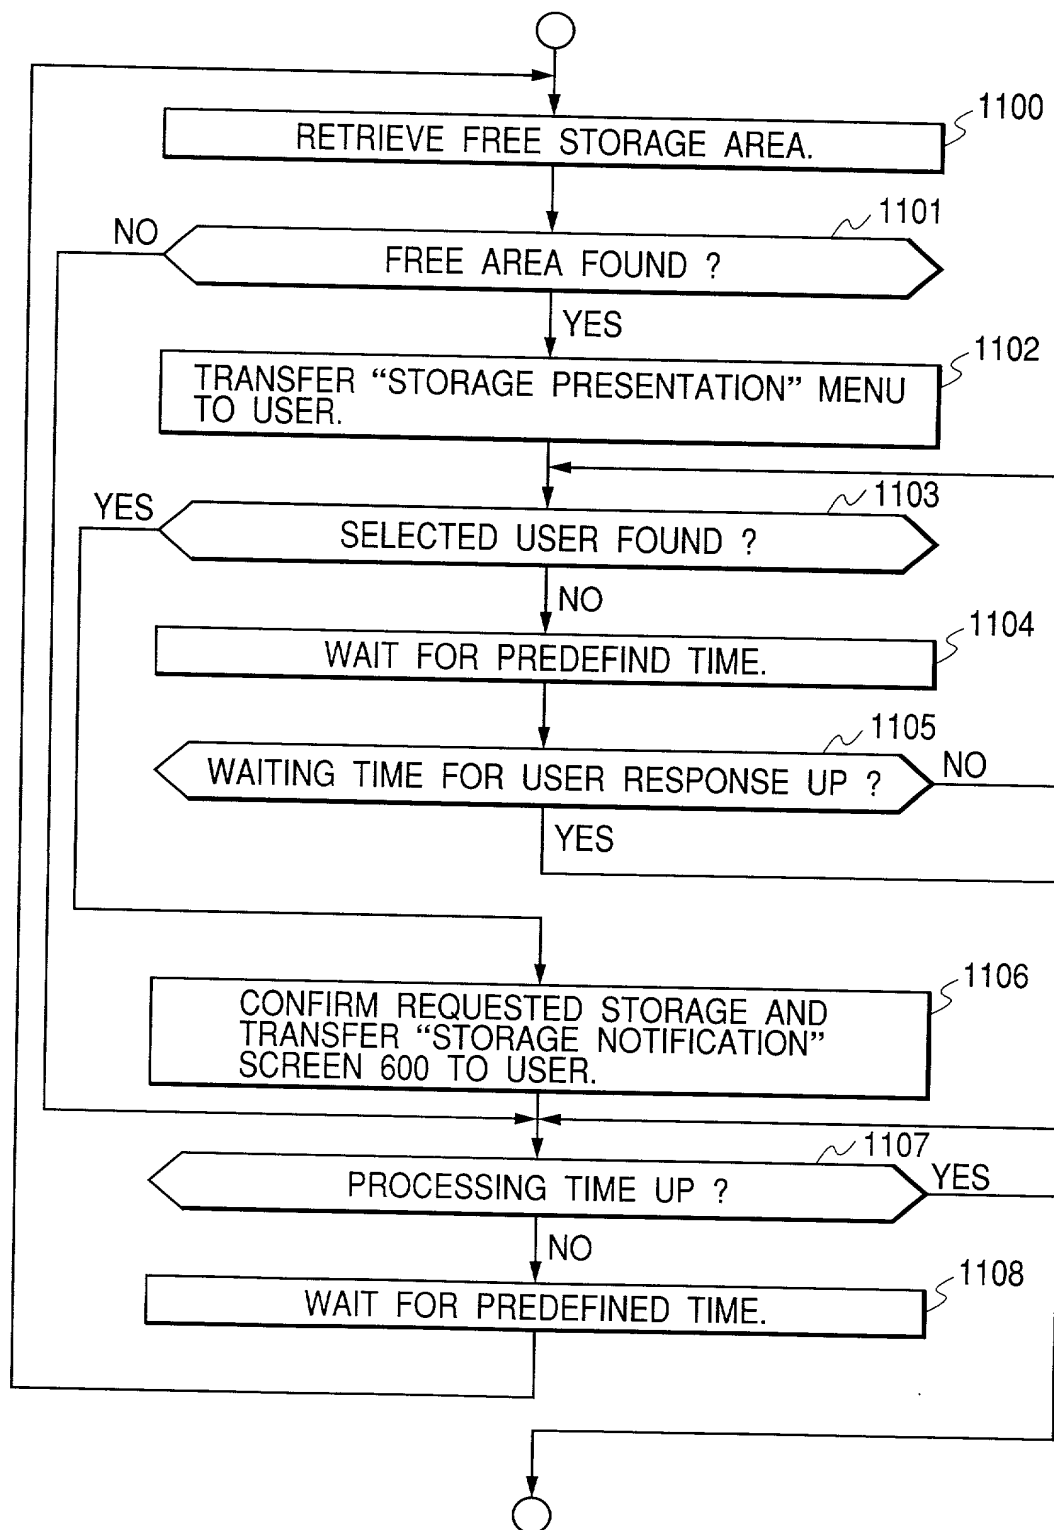 1100
RETRIEVE FREE STORAGE AREA.
1101
NO
FREE AREA FOUND ?
YES
1102
TRANSFER “STORAGE PRESENTATION” MENU
TO USER.
1103
YES
SELECTED USER FOUND ?
NO
1104
WAIT FOR PREDEFIND TIME.
1105
WAITING TIME FOR USER RESPONSE UP ?
NO
YES
1106
CONFIRM REQUESTED STORAGE AND
TRANSFER “STORAGE NOTIFICATION”
SCREEN 600 TO USER.
1107
PROCESSING TIME UP ?
YES
NO
1108
WAIT FOR PREDEFINED TIME.